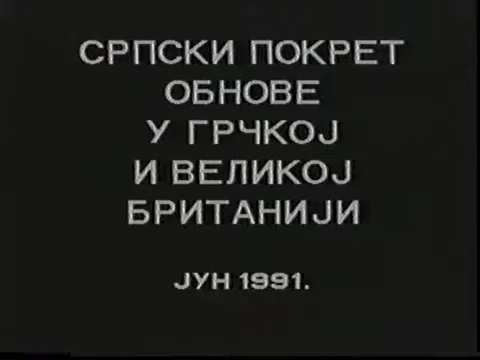 СРПСКИ ПОКРЕТ
ОБНОВЕ
У ГРЧКОЈ
И ВЕЛИКОЈ
БРИТАНИЈИ
ЈУН 1991.